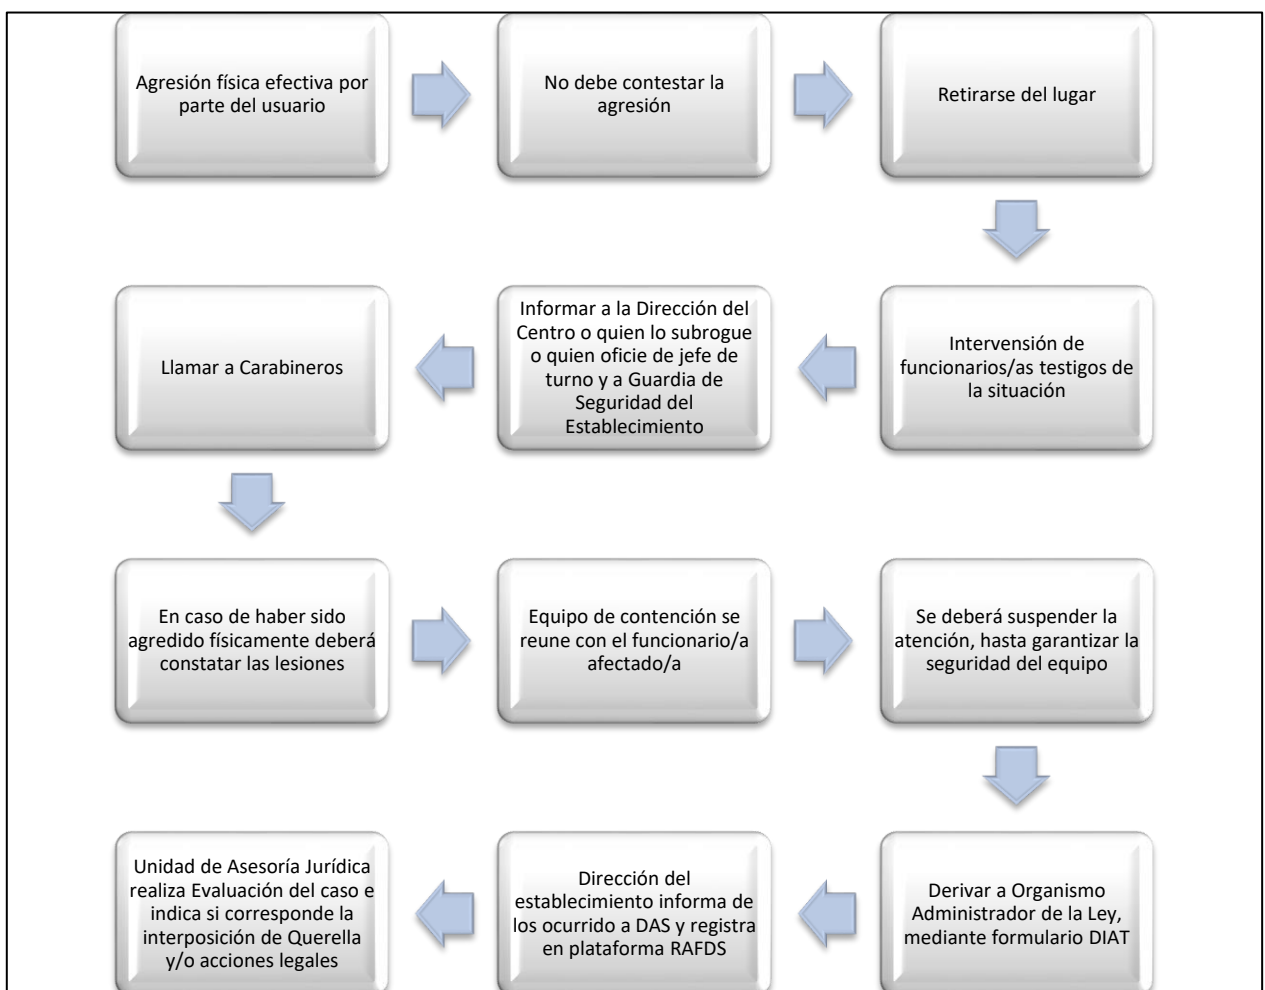 Agresión física efectiva por
parte del usuario
No debe contestar la
agresión
Retirarse del lugar
Intervensión de
funcionarios/as testigos de
la situación
Informar a la Dirección del
Centro o quien lo subrogue
o quien oficie de jefe de
turno y a Guardia de
Seguridad del
Establecimiento
Llamar a Carabineros
En caso de haber sido
agredido físicamente deberá
constatar las lesiones
Equipo de contención se
reune con el funcionario/a
afectado/a
Se deberá suspender la
atención, hasta garantizar la
seguridad del equipo
Derivar a Organismo
Administrador de la Ley,
mediante formulario DIAT
Dirección del
establecimiento informa de
los ocurrido a DAS y registra
en plataforma RAFDS
Unidad de Asesoría Jurídica
realiza Evaluación del caso e
indica si corresponde la
interposición de Querella
y/o acciones legales